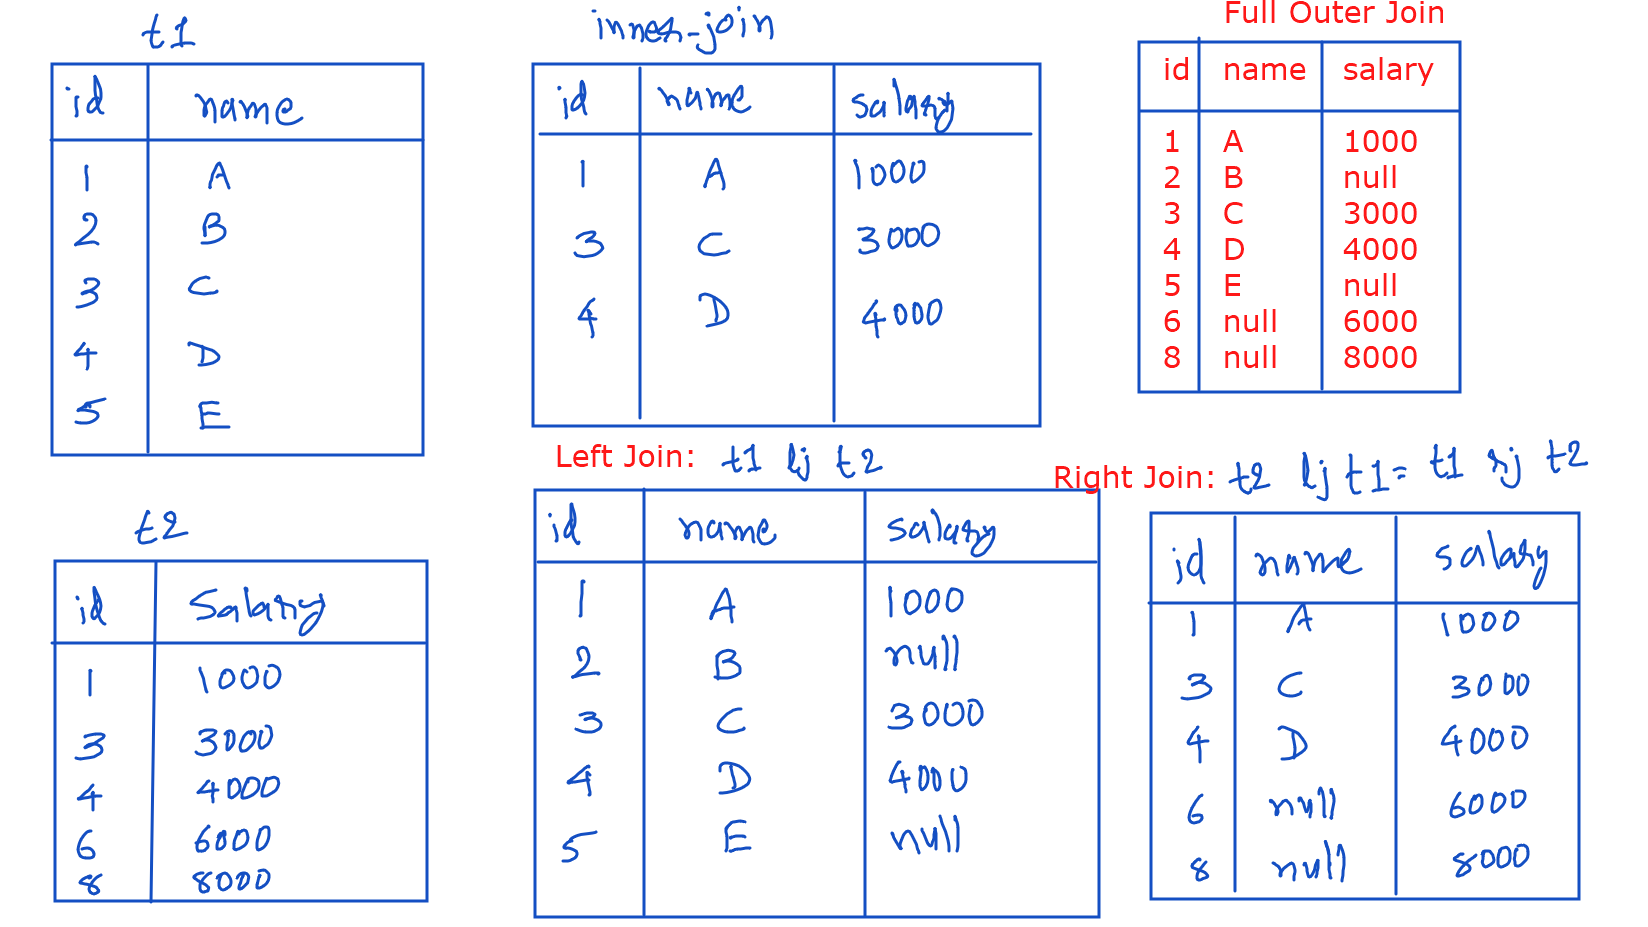 t1
id name
1 A
2 B
3 C
4 D
5 E
t2
id Salary
1 1000
3 3000
4 4000
6 6000
8 8000
inner-join
id name salary
1 A 1000
3 C 3000
4 D 4000
Left Join: t1 lj t2
id name salary
1 A 1000
2 B null
3 C 3000
4 D 4000
5 E null
Full Outer Join
id name salary
1 A 1000
2 B null
3 C 3000
4 D 4000
5 E null
6 null 6000
8 null 8000
Right Join: t2 lj t1 = t1 rj t2
id name salary
1 A 1000
3 C 3000
4 D 4000
6 null 6000
8 null 8000